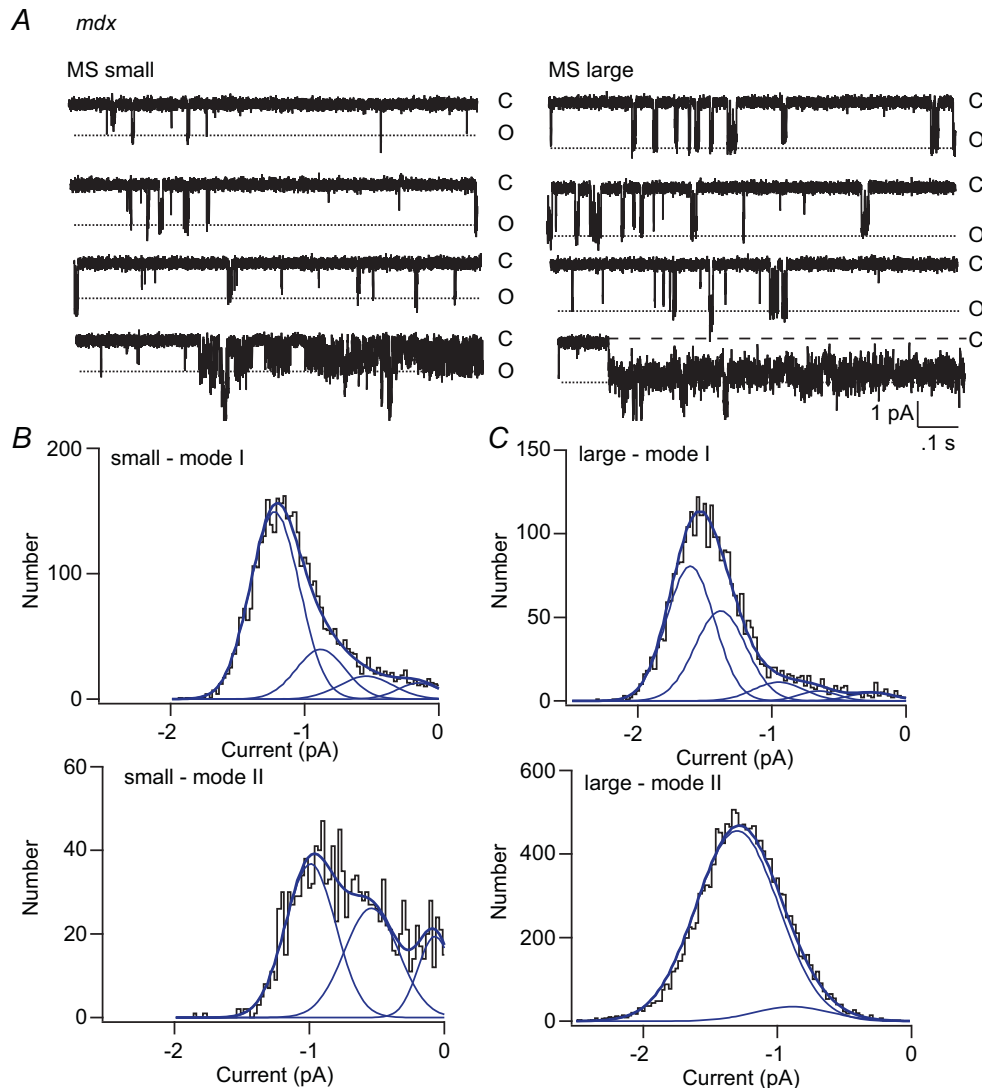 A mdx
MS small
C
O
C
O
C
O
C
O
MS large
C
O
C
O
C
O
C
1 pA
.1 s
B
small - mode I
200
100
0
Number
-2 -1 0
Current (pA)
C
large - mode I
150
100
50
0
Number
-2 -1 0
Current (pA)
small - mode II
60
40
20
0
Number
-2 -1 0
Current (pA)
large - mode II
600
400
200
0
Number
-2 -1 0
Current (pA)